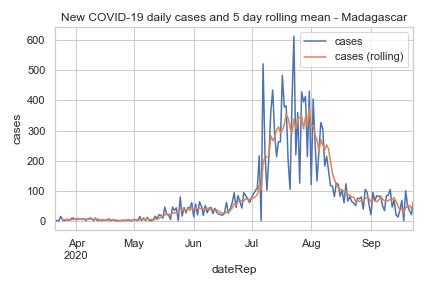 New COVID-19 daily cases and 5 day rolling mean - Madagascar
cases
cases (rolling)
600
500
400
300
200
100
0
cases
Apr
2020
May
Jun
Jul
Aug
Sep
dateRep